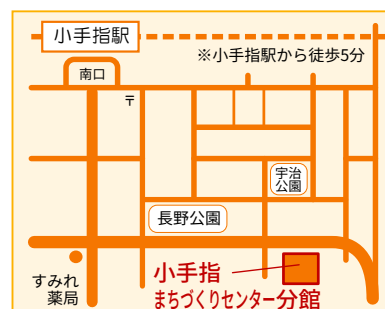 小手指駅
※小手指駅から徒歩5分
南口
〒
宇治
公園
長野公園
すみれ
薬局
小手指
まちづくりセンター分館